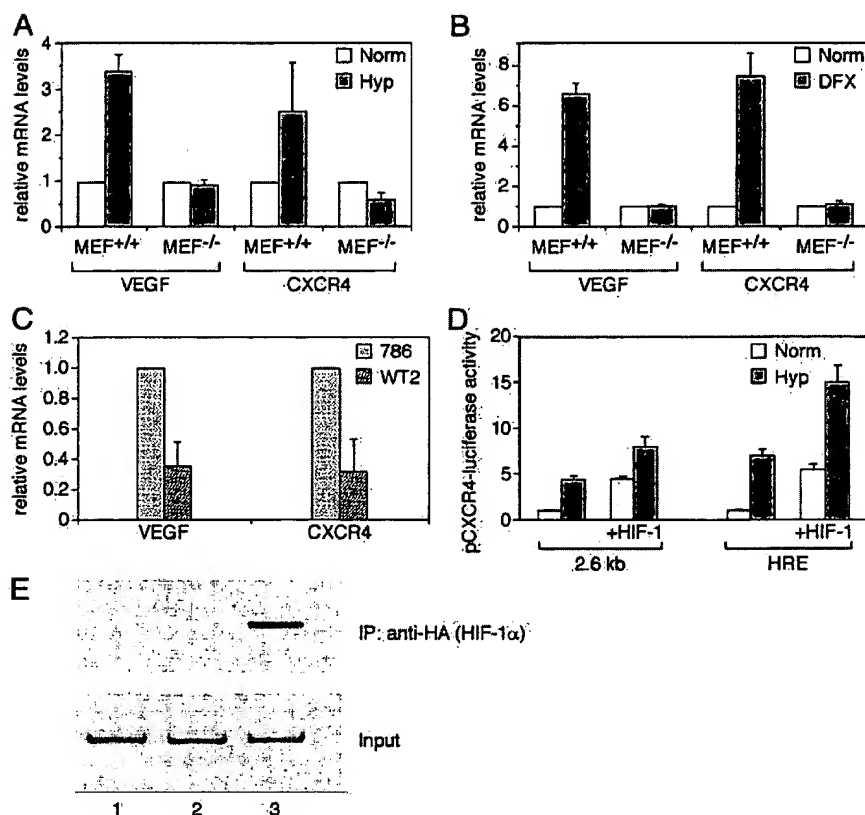 A
relative mRNA levels
4
3
2
1
0
Norm
Hyp
MEF+/+ MEF-/- MEF+/+ MEF-/-
VEGF CXCR4
B
relative mRNA levels
8
6
4
2
0
Norm
DFX
MEF+/+ MEF-/- MEF+/+ MEF-/-
VEGF CXCR4
C
relative mRNA levels
1.2
1.0
0.8
0.6
0.4
0.2
0
786
WT2
VEGF CXCR4
D
pCXCR4-luciferase activity
20
15
10
5
0
Norm
Hyp
+HIF-1 +HIF-1
2.6 kb HRE
E
IP: anti-HA (HIF-1α)
Input
1 2 3